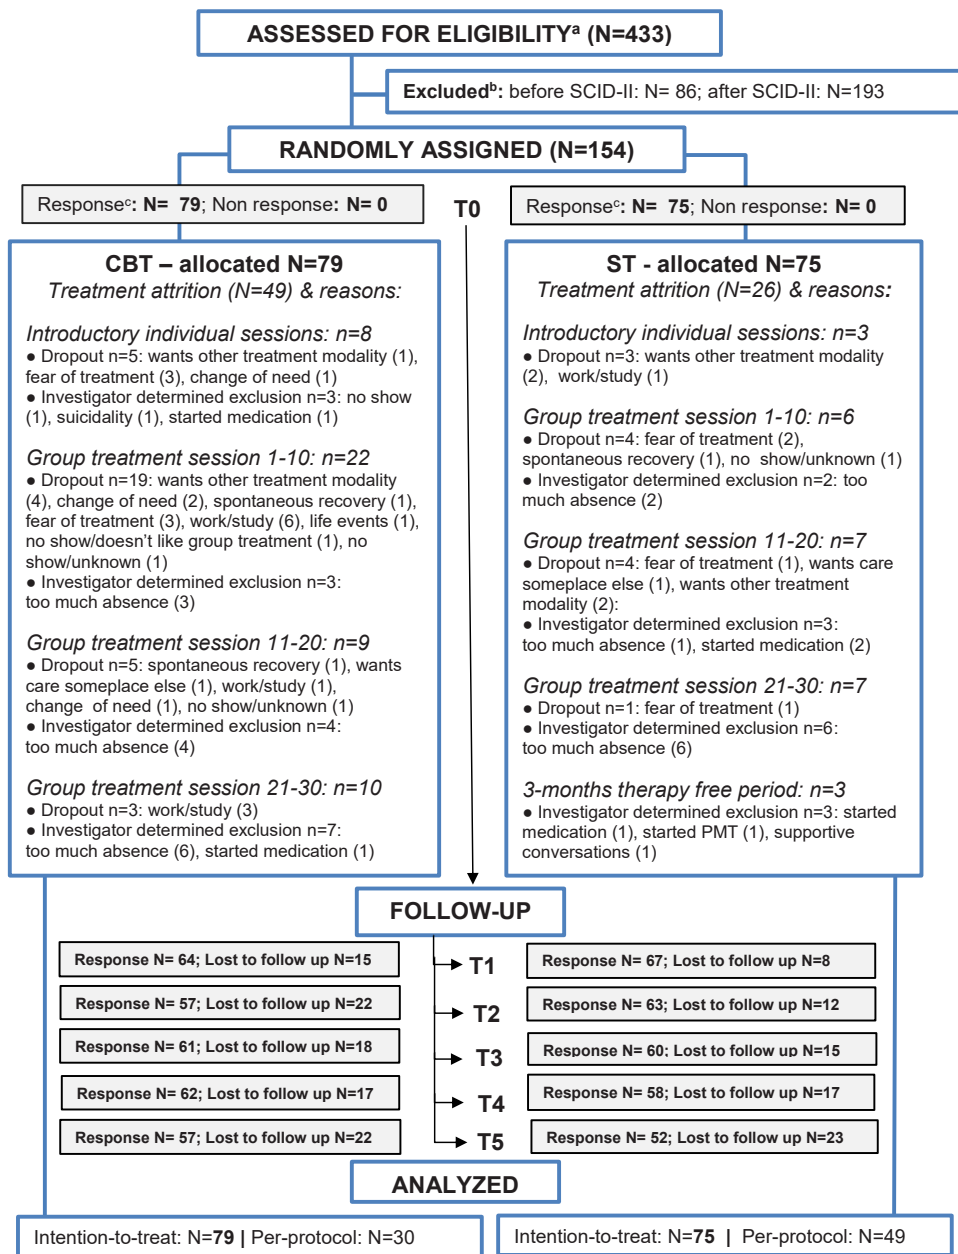 ASSESSED FOR ELIGIBILITYᵃ (N=433)
Excludedᵇ: before SCID-II: N= 86; after SCID-II: N=193
RANDOMLY ASSIGNED (N=154)
Responseᶜ: N= 79; Non response: N= 0
T0
Responseᶜ: N= 75; Non response: N= 0
CBT – allocated N=79
Treatment attrition (N=49) & reasons:
Introductory individual sessions: n=8
● Dropout n=5: wants other treatment modality (1),
fear of treatment (3), change of need (1)
● Investigator determined exclusion n=3: no show
(1), suicidality (1), started medication (1)
Group treatment session 1-10: n=22
● Dropout n=19: wants other treatment modality
(4), change of need (2), spontaneous recovery (1),
fear of treatment (3), work/study (6), life events (1),
no show/doesn’t like group treatment (1), no
show/unknown (1)
● Investigator determined exclusion n=3:
too much absence (3)
Group treatment session 11-20: n=9
● Dropout n=5: spontaneous recovery (1), wants
care someplace else (1), work/study (1),
change of need (1), no show/unknown (1)
● Investigator determined exclusion n=4:
too much absence (4)
Group treatment session 21-30: n=10
● Dropout n=3: work/study (3)
● Investigator determined exclusion n=7:
too much absence (6), started medication (1)
ST - allocated N=75
Treatment attrition (N=26) & reasons:
Introductory individual sessions: n=3
● Dropout n=3: wants other treatment modality
(2), work/study (1)
Group treatment session 1-10: n=6
● Dropout n=4: fear of treatment (2),
spontaneous recovery (1), no show/unknown (1)
● Investigator determined exclusion n=2: too
much absence (2)
Group treatment session 11-20: n=7
● Dropout n=4: fear of treatment (1), wants care
someplace else (1), wants other treatment
modality (2):
● Investigator determined exclusion n=3:
too much absence (1), started medication (2)
Group treatment session 21-30: n=7
● Dropout n=1: fear of treatment (1)
● Investigator determined exclusion n=6:
too much absence (6)
3-months therapy free period: n=3
● Investigator determined exclusion n=3: started
medication (1), started PMT (1), supportive
conversations (1)
FOLLOW-UP
Response N= 64; Lost to follow up N=15
T1
Response N= 67; Lost to follow up N=8
Response N= 57; Lost to follow up N=22
T2
Response N= 63; Lost to follow up N=12
Response N= 61; Lost to follow up N=18
T3
Response N= 60; Lost to follow up N=15
Response N= 62; Lost to follow up N=17
T4
Response N= 58; Lost to follow up N=17
Response N= 57; Lost to follow up N=22
T5
Response N= 52; Lost to follow up N=23
ANALYZED
Intention-to-treat: N=79 | Per-protocol: N=30
Intention-to-treat: N=75 | Per-protocol: N=49